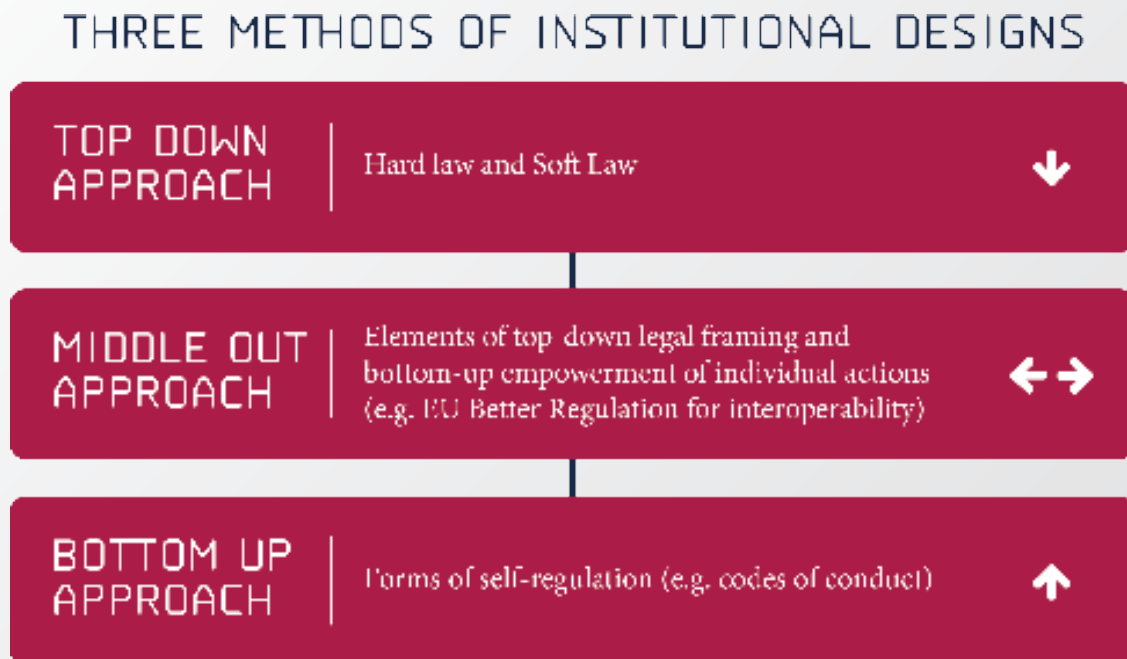 THREE METHODS OF INSTITUTIONAL DESIGNS
TOP DOWN
APPROACH
Hard law and Soft Law
MIDDLE OUT
APPROACH
Elements of top-down legal framing and
bottom-up empowerment of individual actions
(e.g. EU Better Regulation for interoperability)
BOTTOM UP
APPROACH
Forms of self-regulation (e.g. codes of conduct)